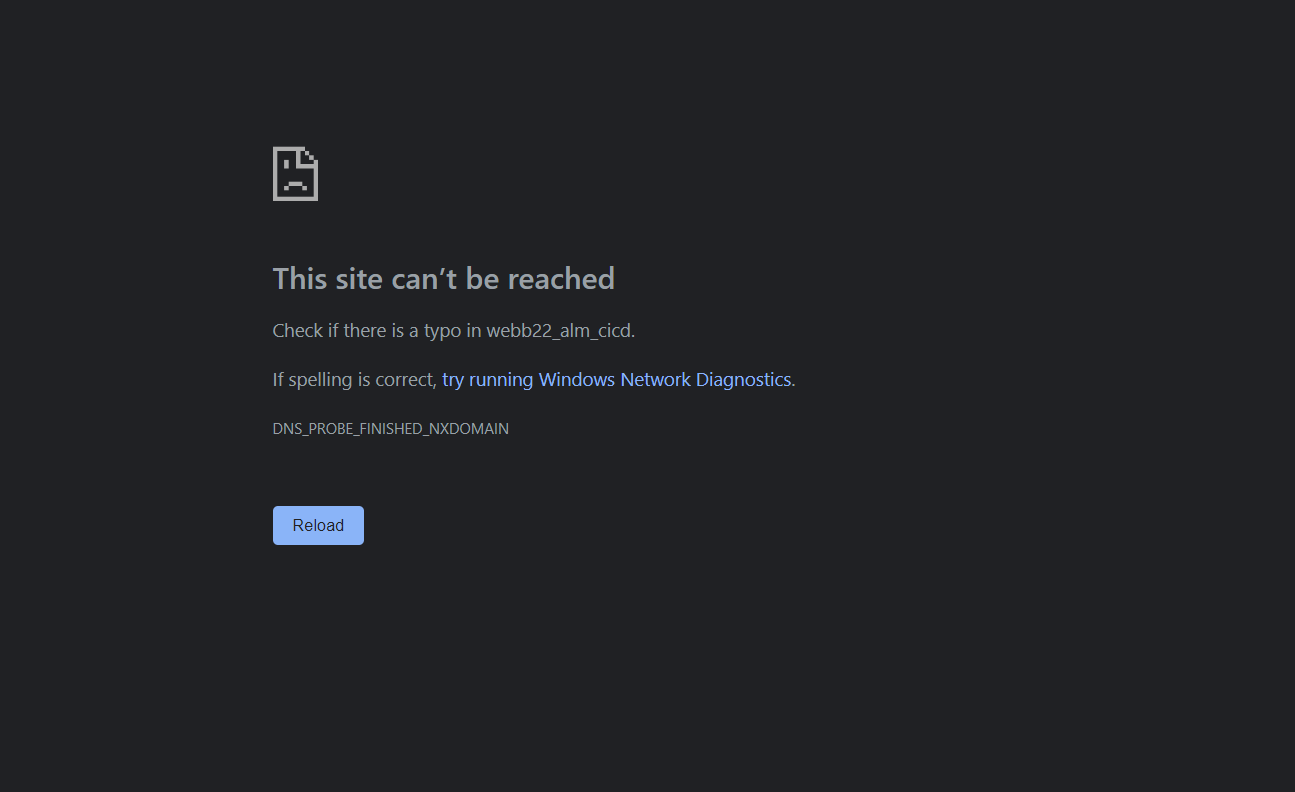 This site can’t be reached
Check if there is a typo in webb22_alm_cicd.
If spelling is correct, try running Windows Network Diagnostics.
DNS_PROBE_FINISHED_NXDOMAIN
Reload